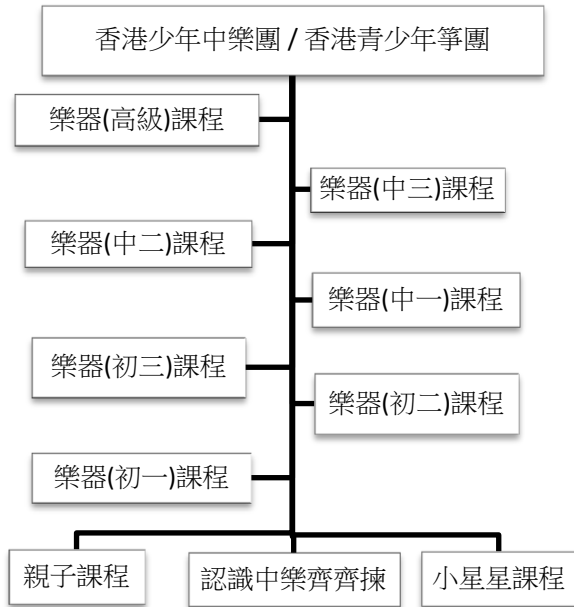 香港少年中樂團 / 香港青少年箏團
樂器(高級)課程
樂器(中三)課程
樂器(中二)課程
樂器(中一)課程
樂器(初三)課程
樂器(初二)課程
樂器(初一)課程
親子課程
認識中樂齊齊揀
小星星課程